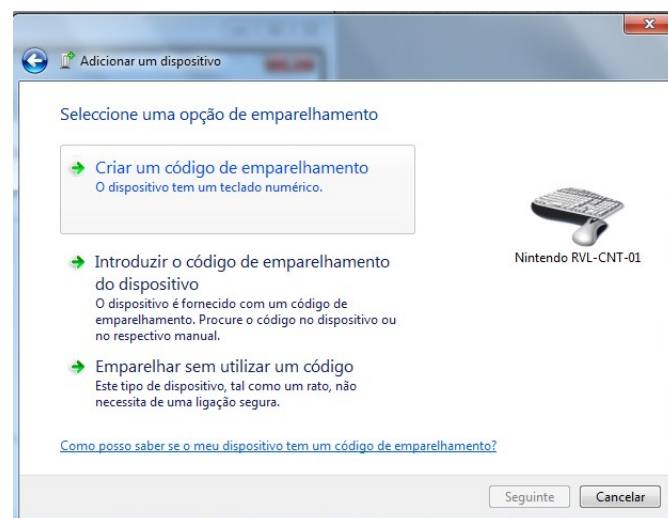 Adicionar um dispositivo
Seleccione uma opção de emparelhamento
Criar um código de emparelhamento
O dispositivo tem um teclado numérico.
Nintendo RVL-CNT-01
Introduzir o código de emparelhamento
do dispositivo
O dispositivo é fornecido com um código de
emparelhamento. Procure o código no dispositivo ou
no respectivo manual.
Emparelhar sem utilizar um código
Este tipo de dispositivo, tal como um rato, não
necessita de uma ligação segura.
Como posso saber se o meu dispositivo tem um código de emparelhamento?
Seguinte
Cancelar